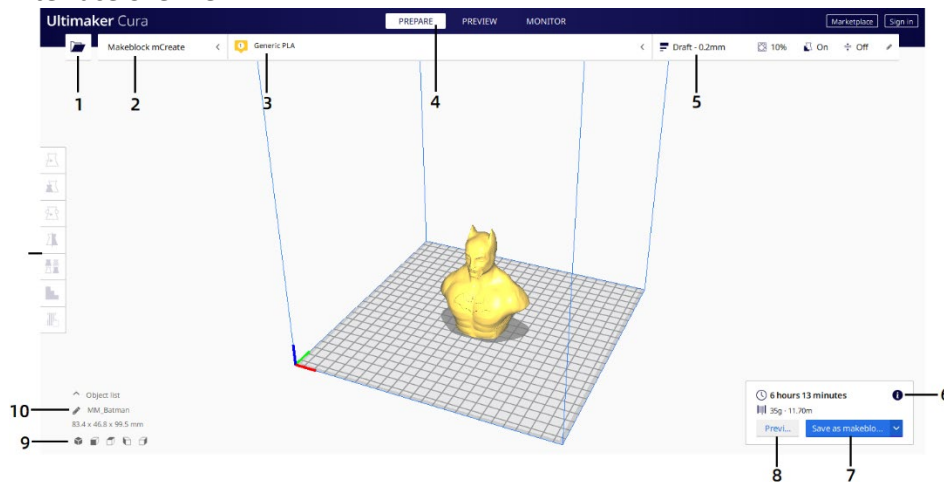 Ultimaker Cura PREPARE PREVIEW MONITOR Marketplace Sign in
Makeblock mCreate Generic PLA Draft - 0.2mm 10% On Off
1 2 3 4 5
Object list
10 MM_Batman
83.4 x 46.8 x 99.5 mm
9
6 hours 13 minutes 6
35g · 11.70m
Previ... Save as makeblo...
8 7